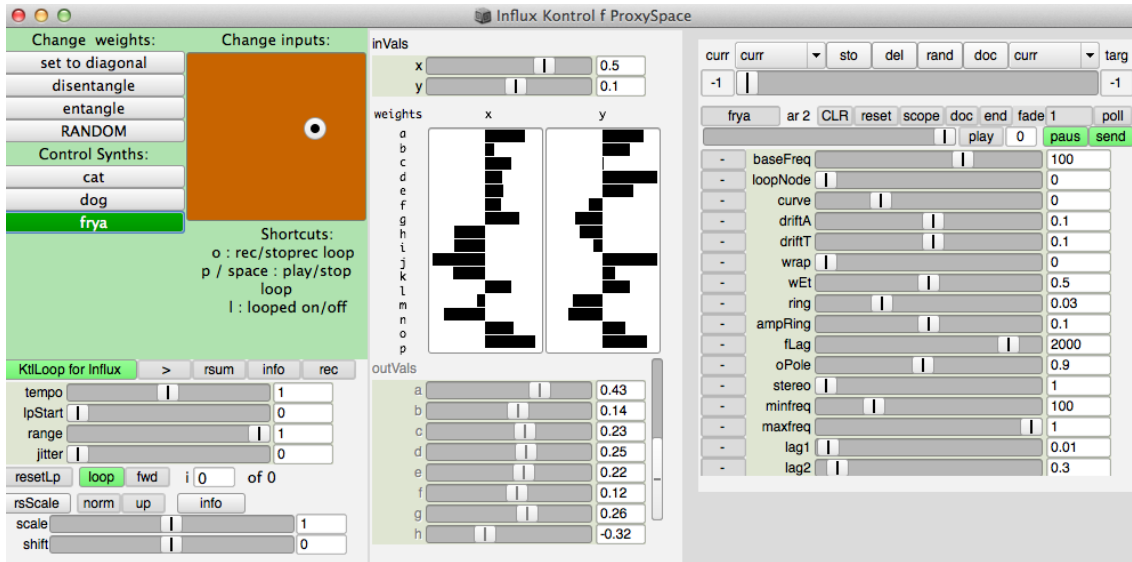 Influx Kontrol f ProxySpace
Change weights:
set to diagonal
disentangle
entangle
RANDOM
Control Synths:
cat
dog
frya
Change inputs:
Shortcuts:
o : rec/stoprec loop
p / space : play/stop
loop
l : looped on/off
KtlLoop for Influx > rsum info rec
tempo 1
lpStart 0
range 1
jitter 0
resetLp loop fwd i 0 of 0
rsScale norm up info
scale 1
shift 0
inVals
x 0.5
y 0.1
weights x y
a
b
c
d
e
f
g
h
i
j
k
l
m
n
o
p
outVals
a 0.43
b 0.14
c 0.23
d 0.25
e 0.22
f 0.12
g 0.26
h -0.32
curr curr sto del rand doc curr targ
-1 -1
frya ar 2 CLR reset scope doc end fade 1 poll
play 0 paus send
- baseFreq 100
- loopNode 0
- curve 0
- driftA 0.1
- driftT 0.1
- wrap 0
- wEt 0.5
- ring 0.03
- ampRing 0.1
- fLag 2000
- oPole 0.9
- stereo 1
- minfreq 100
- maxfreq 1
- lag1 0.01
- lag2 0.3